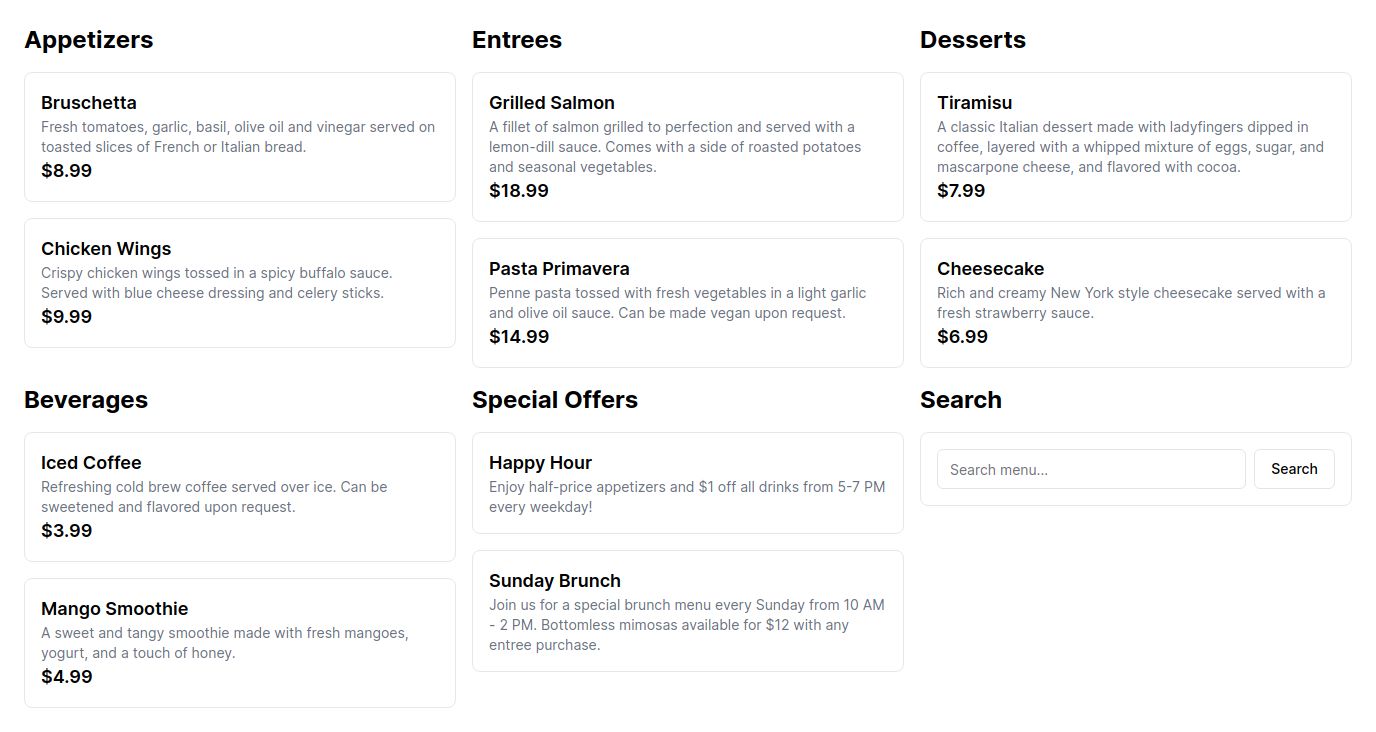 Appetizers
Bruschetta
Fresh tomatoes, garlic, basil, olive oil and vinegar served on
toasted slices of French or Italian bread.
$8.99
Chicken Wings
Crispy chicken wings tossed in a spicy buffalo sauce.
Served with blue cheese dressing and celery sticks.
$9.99
Entrees
Grilled Salmon
A fillet of salmon grilled to perfection and served with a
lemon-dill sauce. Comes with a side of roasted potatoes
and seasonal vegetables.
$18.99
Pasta Primavera
Penne pasta tossed with fresh vegetables in a light garlic
and olive oil sauce. Can be made vegan upon request.
$14.99
Desserts
Tiramisu
A classic Italian dessert made with ladyfingers dipped in
coffee, layered with a whipped mixture of eggs, sugar, and
mascarpone cheese, and flavored with cocoa.
$7.99
Cheesecake
Rich and creamy New York style cheesecake served with a
fresh strawberry sauce.
$6.99
Beverages
Iced Coffee
Refreshing cold brew coffee served over ice. Can be
sweetened and flavored upon request.
$3.99
Mango Smoothie
A sweet and tangy smoothie made with fresh mangoes,
yogurt, and a touch of honey.
$4.99
Special Offers
Happy Hour
Enjoy half-price appetizers and $1 off all drinks from 5-7 PM
every weekday!
Sunday Brunch
Join us for a special brunch menu every Sunday from 10 AM
- 2 PM. Bottomless mimosas available for $12 with any
entree purchase.
Search
Search menu...
Search